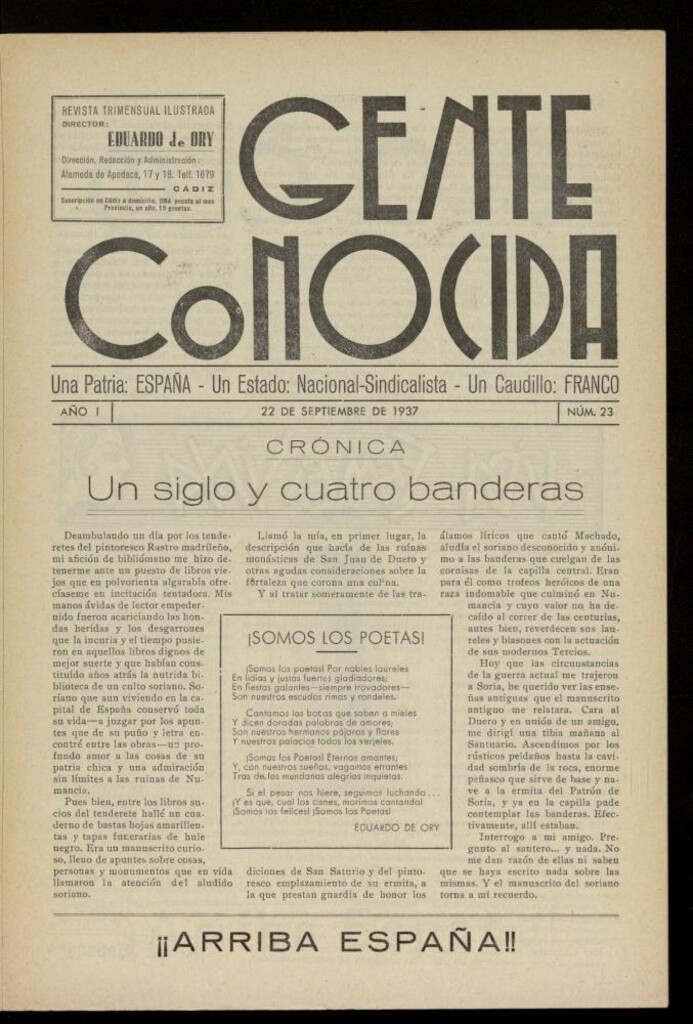 REVISTA TRIMENSUAL ILUSTRADA
DIRECTOR:
EDUARDO de ORY
Dirección, Redacción y Administración:
Alameda de Apodaca, 17 y 18. Telf. 1679
CÁDIZ
Suscripción en Cádiz a domicilio, UNA peseta al mes
Provincia, un año, 15 pesetas.
GENTE
CONOCIDA
Una Patria: ESPAÑA - Un Estado: Nacional-Sindicalista - Un Caudillo: FRANCO
AÑO I
22 DE SEPTIEMBRE DE 1937
NÚM. 23
CRÓNICA
Un siglo y cuatro banderas
Deambulando un día por los tende-
retes del pintoresco Rastro madrileño,
mi afición de bibliómano me hizo de-
tenerme ante un puesto de libros vie-
jos que en polvorienta algarabía ofre-
cíaseme en incitación tentadora. Mis
manos ávidas de lector empeder-
nido fueron acariciando las hon-
das heridas y los desgarrones
que la incuria y el tiempo pusie-
ron en aquellos libros dignos de
mejor suerte y que habían cons-
tituído años atrás la nutrida bi-
blioteca de un culto soriano. So-
riano que aun viviendo en la ca-
pital de España conservó toda
su vida—a juzgar por los apun-
tes que de su puño y letra en-
contré entre las obras—un pro-
fundo amor a las cosas de su
patria chica y una admiración
sin límites a las ruinas de Nu-
mancia.
Pues bien, entre los libros su-
cios del tenderete hallé un cua-
derno de bastas hojas amarillen-
tas y tapas funerarias de hule
negro. Era un manuscrito curio-
so, lleno de apuntes sobre cosas,
personas y monumentos que en vida
llamaron la atención del aludido
soriano.
Llamó la mía, en primer lugar, la
descripción que hacía de las ruinas
monásticas de San Juan de Duero y
otras agudas consideraciones sobre la
fortaleza que corona una colina.
Y al tratar someramente de las tra-
¡SOMOS LOS POETAS!
¡Somos los poetas! Por nobles laureles
En lidias y justas fuertes gladiadores;
En fiestas galantes—siempre trovadores—
Son nuestros escudos rimas y rondeles.
Cantamos las bocas que saben a mieles
Y dicen doradas palabras de amores;
Son nuestros hermanos pájaros y flores
Y nuestros palacios todos los verjeles.
¡Somos los Poetas! Eternos amantes;
Y, con nuestros sueños, vagamos errantes
Tras de las mundanas alegrías inquietas.
Si el pesar nos hiere, seguimos luchando...
¡Y es que, cual los cisnes, morimos cantando!
¡Somos los felices! ¡Somos los Poetas!
EDUARDO DE ORY
diciones de San Saturio y del pinto-
resco emplazamiento de su ermita, a
la que prestan guardia de honor los
álamos líricos que cantó Machado,
aludía el soriano desconocido y anóni-
mo a las banderas que cuelgan de las
cornisas de la capilla central. Eran
para él como trofeos heróicos de una
raza indomable que culminó en Nu-
mancia y cuyo valor no ha de-
caído al correr de las centurias,
antes bien, reverdecen sus lau-
reles y blasones con la actuación
de sus modernos Tercios.
Hoy que las circunstancias
de la guerra actual me trajeron
a Soria, he querido ver las ense-
ñas antiguas que el manuscrito
antiguo me relatara. Cara al
Duero y en unión de un amigo,
me dirigí una tibia mañana al
Santuario. Ascendimos por los
rústicos peldaños hasta la cavi-
dad sombría de la roca, enorme
peñasco que sirve de base y na-
ve a la ermita del Patrón de
Soria, y ya en la capilla pude
contemplar las banderas. Efec-
tivamente, allí estaban.
Interrogo a mi amigo. Pre-
gunto al santero... y nada. No
me dan razón de ellas ni saben
que se haya escrito nada sobre las
mismas. Y el manuscrito del soriano
torna a mi recuerdo.
¡¡ARRIBA ESPAÑA!!